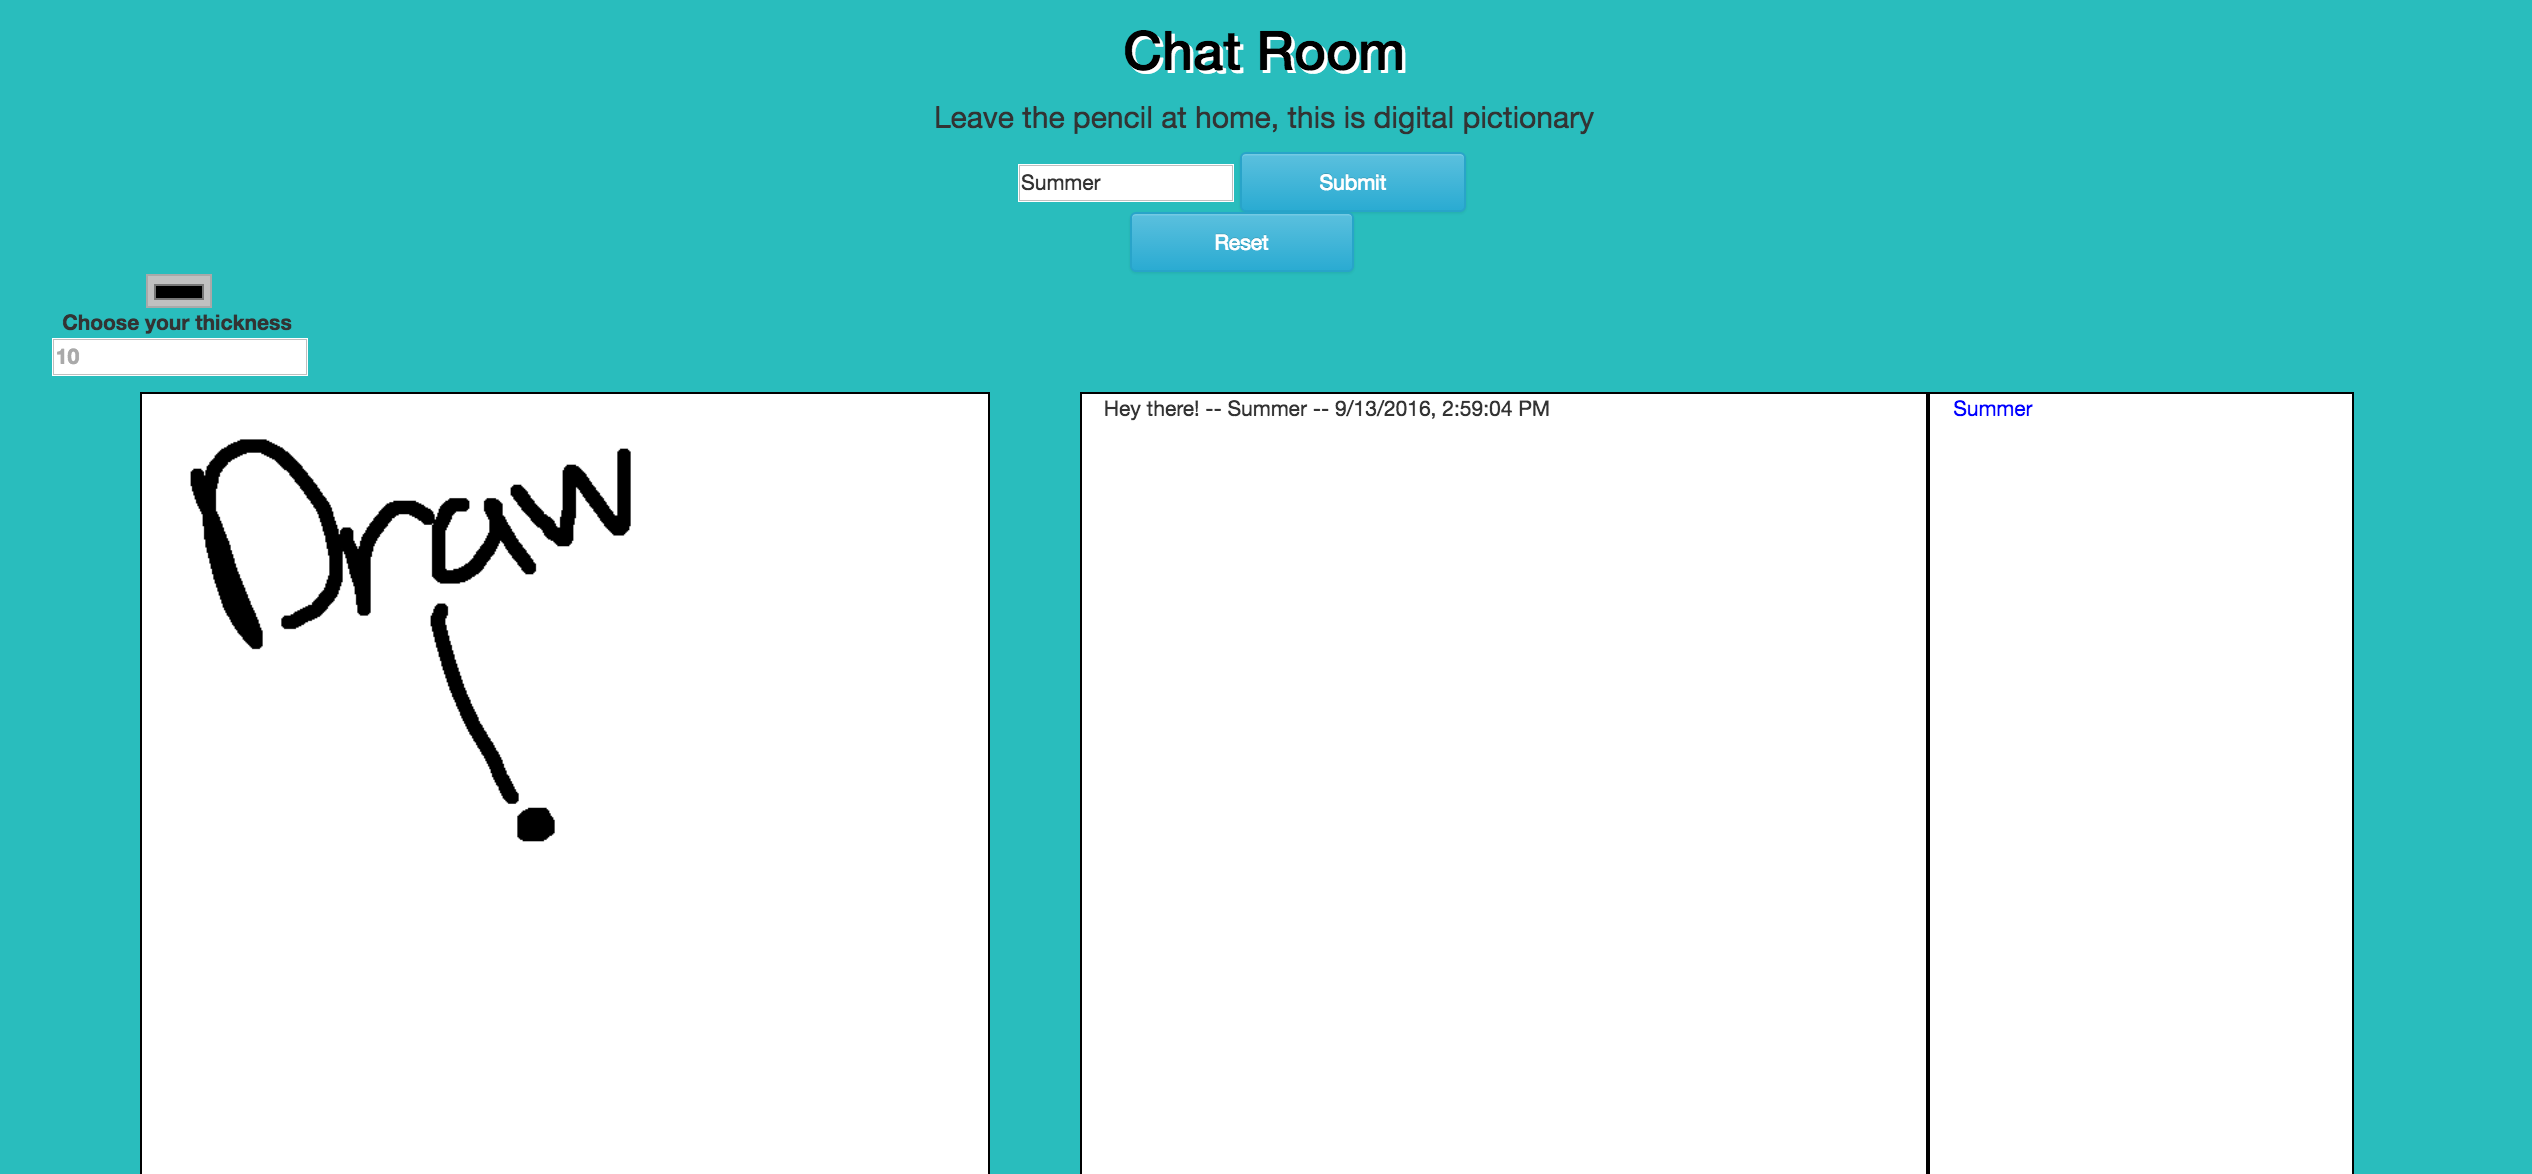 Chat Room
Leave the pencil at home, this is digital pictionary
Summer
Submit
Reset
Choose your thickness
10
Draw
!
Hey there! -- Summer -- 9/13/2016, 2:59:04 PM
Summer